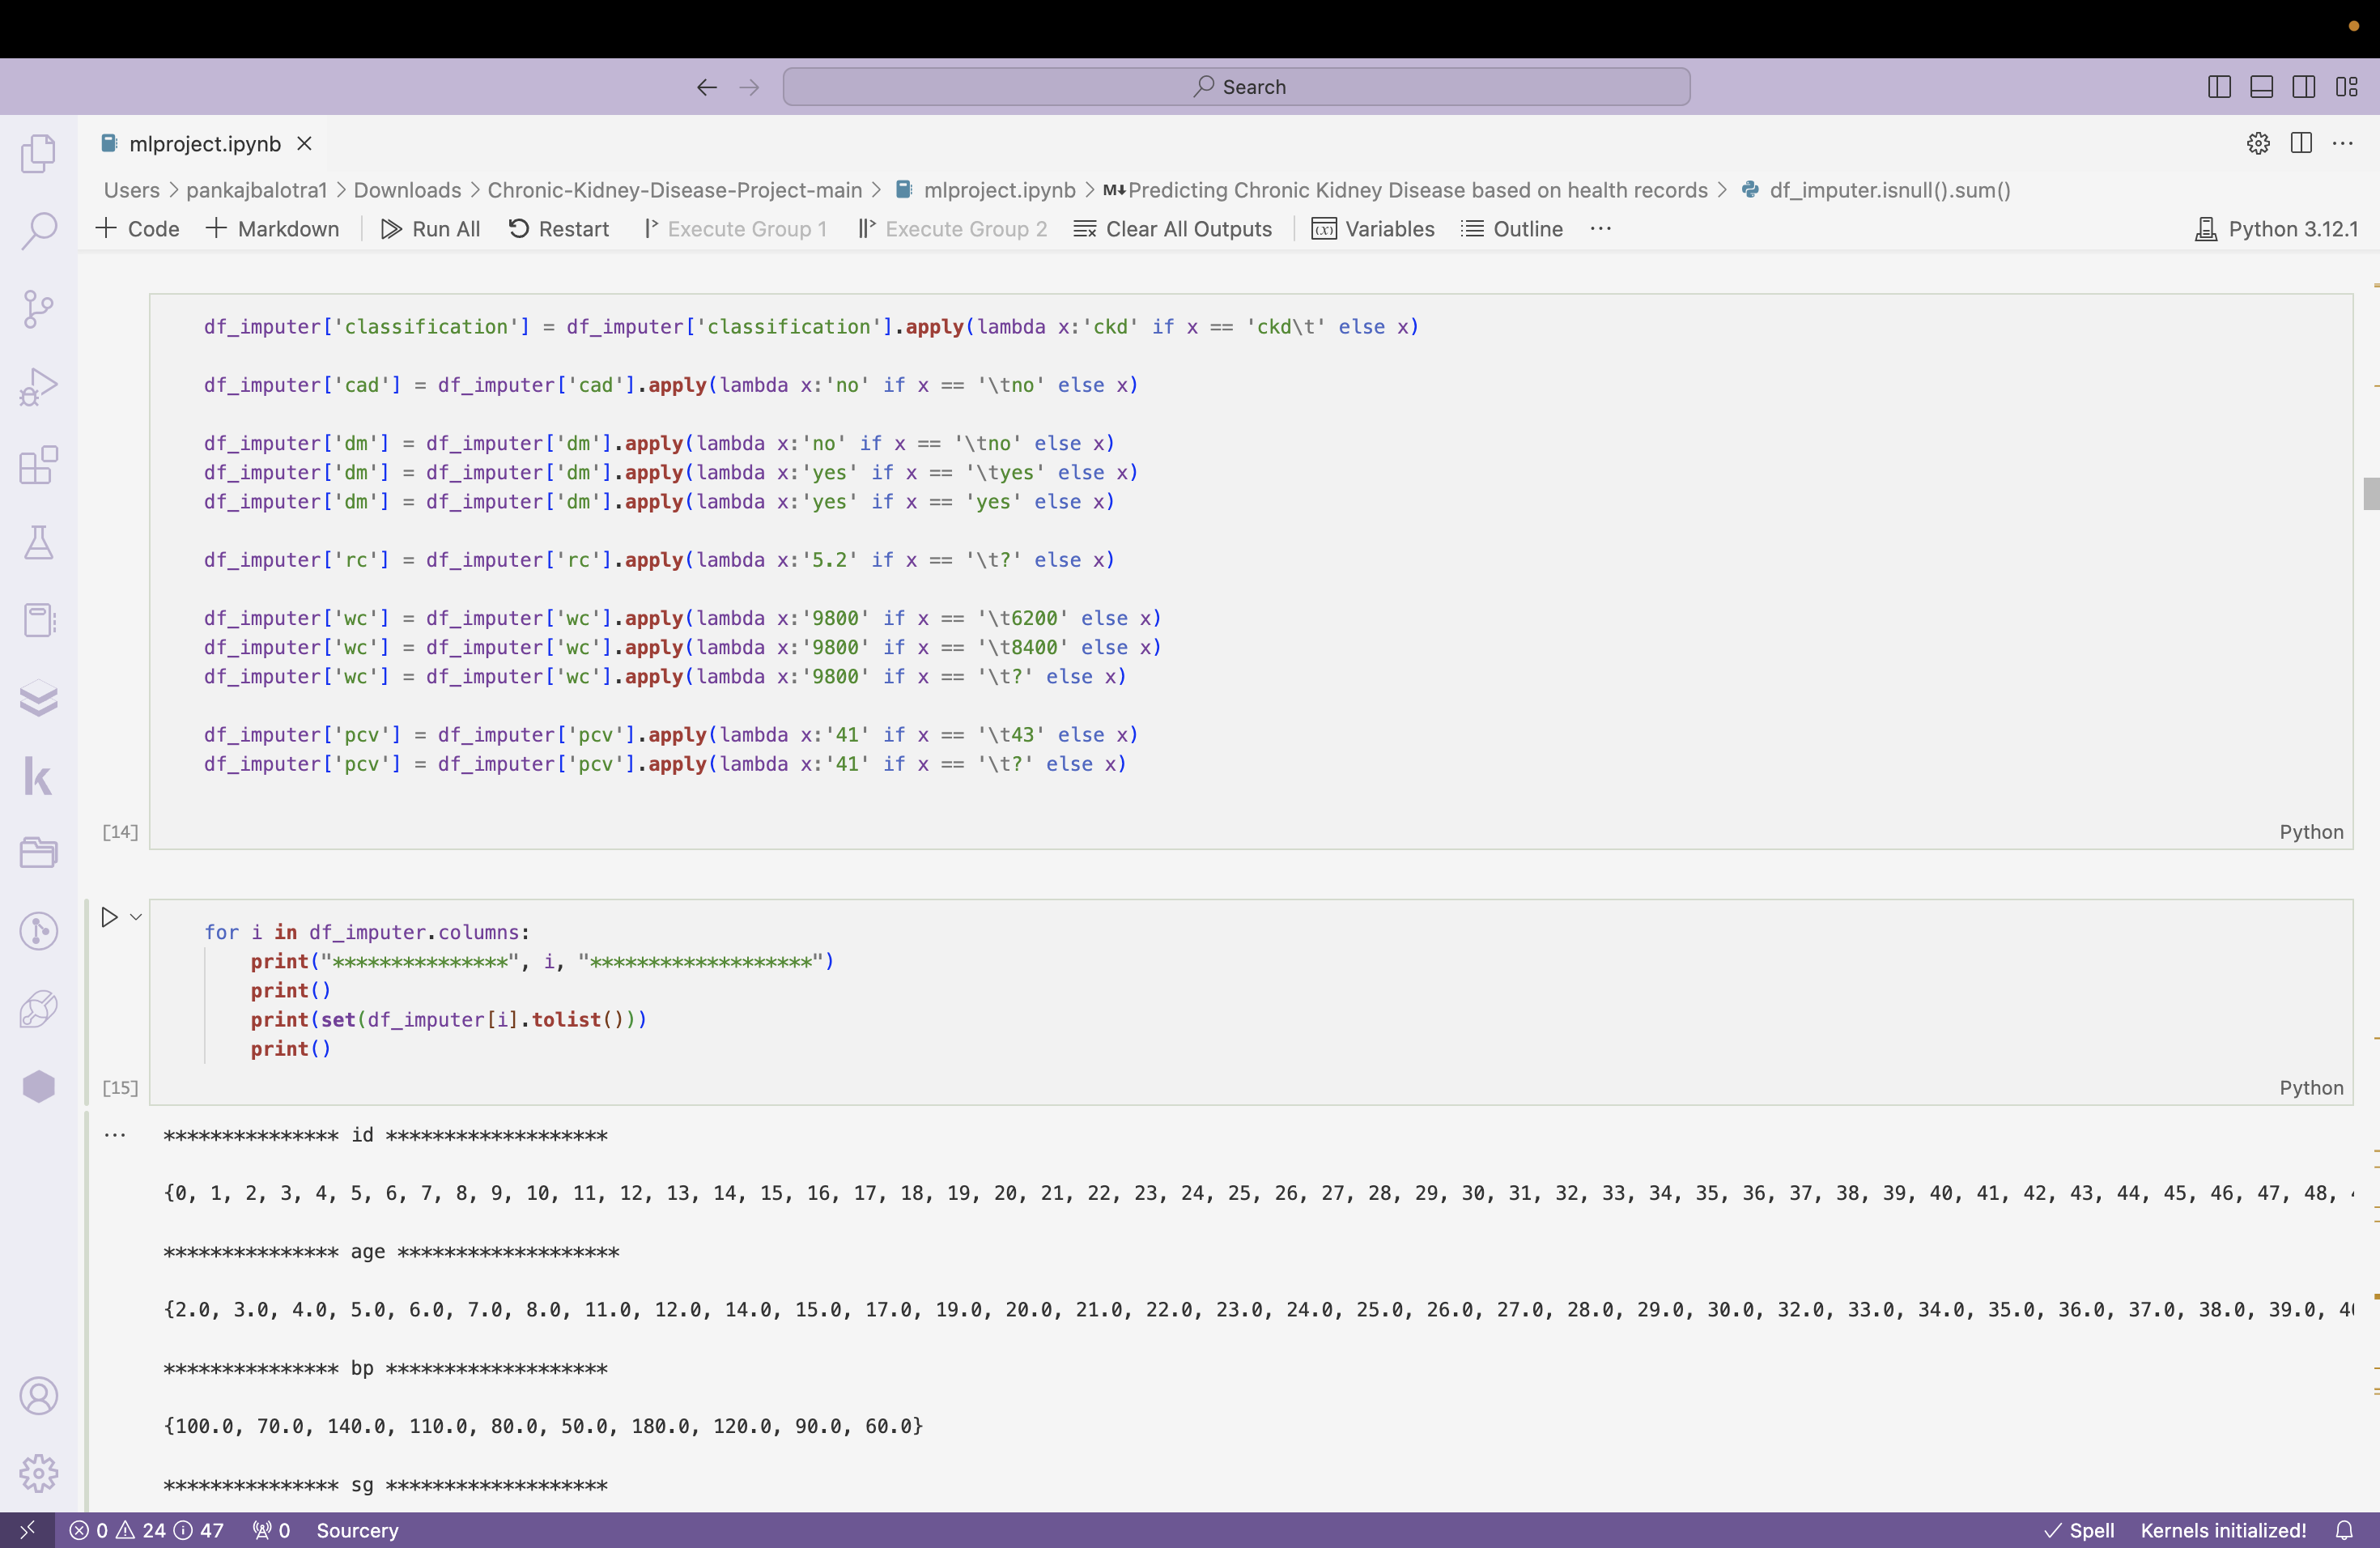 Search
mlproject.ipynb
Users > pankajbalotra1 > Downloads > Chronic-Kidney-Disease-Project-main > mlproject.ipynb > M↓Predicting Chronic Kidney Disease based on health records > df_imputer.isnull().sum()
+ Code + Markdown Run All Restart Execute Group 1 Execute Group 2 Clear All Outputs Variables Outline ··· Python 3.12.1
df_imputer['classification'] = df_imputer['classification'].apply(lambda x:'ckd' if x == 'ckd\t' else x)
df_imputer['cad'] = df_imputer['cad'].apply(lambda x:'no' if x == '\tno' else x)
df_imputer['dm'] = df_imputer['dm'].apply(lambda x:'no' if x == '\tno' else x)
df_imputer['dm'] = df_imputer['dm'].apply(lambda x:'yes' if x == '\tyes' else x)
df_imputer['dm'] = df_imputer['dm'].apply(lambda x:'yes' if x == 'yes' else x)
df_imputer['rc'] = df_imputer['rc'].apply(lambda x:'5.2' if x == '\t?' else x)
df_imputer['wc'] = df_imputer['wc'].apply(lambda x:'9800' if x == '\t6200' else x)
df_imputer['wc'] = df_imputer['wc'].apply(lambda x:'9800' if x == '\t8400' else x)
df_imputer['wc'] = df_imputer['wc'].apply(lambda x:'9800' if x == '\t?' else x)
df_imputer['pcv'] = df_imputer['pcv'].apply(lambda x:'41' if x == '\t43' else x)
df_imputer['pcv'] = df_imputer['pcv'].apply(lambda x:'41' if x == '\t?' else x)
[14] Python
for i in df_imputer.columns:
print("***************", i, "*******************")
print()
print(set(df_imputer[i].tolist()))
print()
[15] Python
*************** id *******************
{0, 1, 2, 3, 4, 5, 6, 7, 8, 9, 10, 11, 12, 13, 14, 15, 16, 17, 18, 19, 20, 21, 22, 23, 24, 25, 26, 27, 28, 29, 30, 31, 32, 33, 34, 35, 36, 37, 38, 39, 40, 41, 42, 43, 44, 45, 46, 47, 48,
*************** age *******************
{2.0, 3.0, 4.0, 5.0, 6.0, 7.0, 8.0, 11.0, 12.0, 14.0, 15.0, 17.0, 19.0, 20.0, 21.0, 22.0, 23.0, 24.0, 25.0, 26.0, 27.0, 28.0, 29.0, 30.0, 32.0, 33.0, 34.0, 35.0, 36.0, 37.0, 38.0, 39.0,
*************** bp *******************
{100.0, 70.0, 140.0, 110.0, 80.0, 50.0, 180.0, 120.0, 90.0, 60.0}
*************** sg *******************
0 24 47 0 Sourcery Spell Kernels initialized!